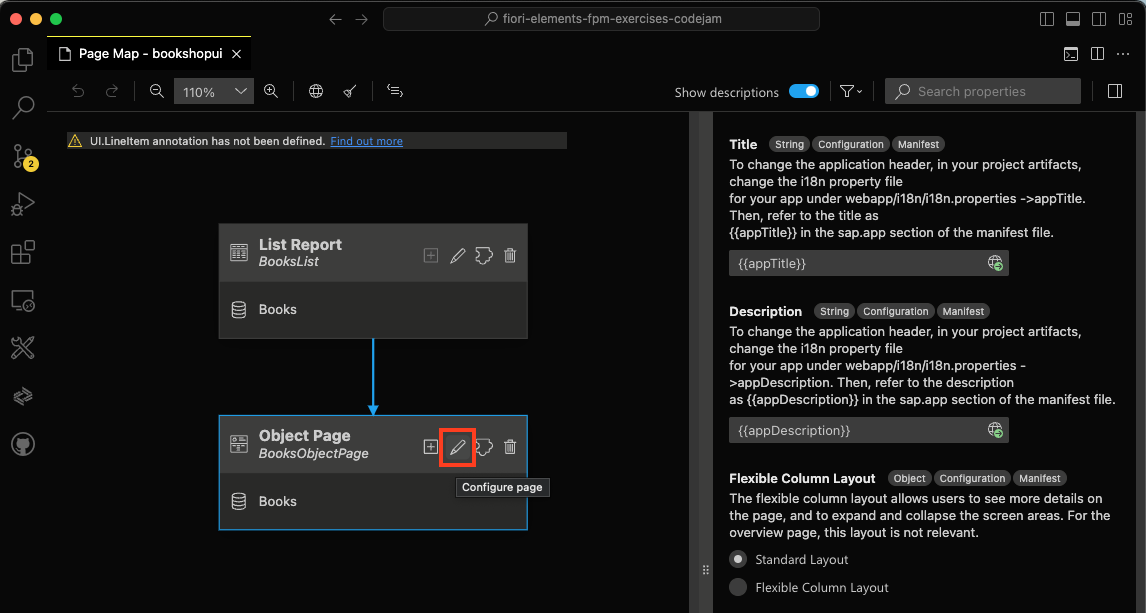 fiori-elements-fpm-exercises-codejam
Page Map - bookshopui
110%
Show descriptions
Search properties
2
UI.LineItem annotation has not been defined. Find out more
List Report
BooksList
Books
Object Page
BooksObjectPage
Configure page
Books
Title String Configuration Manifest
To change the application header, in your project artifacts,
change the i18n property file
for your app under webapp/i18n/i18n.properties ->appTitle.
Then, refer to the title as
{{appTitle}} in the sap.app section of the manifest file.
{{appTitle}}
Description String Configuration Manifest
To change the application header, in your project artifacts,
change the i18n property file
for your app under webapp/i18n/i18n.properties -
>appDescription. Then, refer to the description
as {{appDescription}} in the sap.app section of the manifest file.
{{appDescription}}
Flexible Column Layout Object Configuration Manifest
The flexible column layout allows users to see more details on
the page, and to expand and collapse the screen areas. For the
overview page, this layout is not relevant.
Standard Layout
Flexible Column Layout